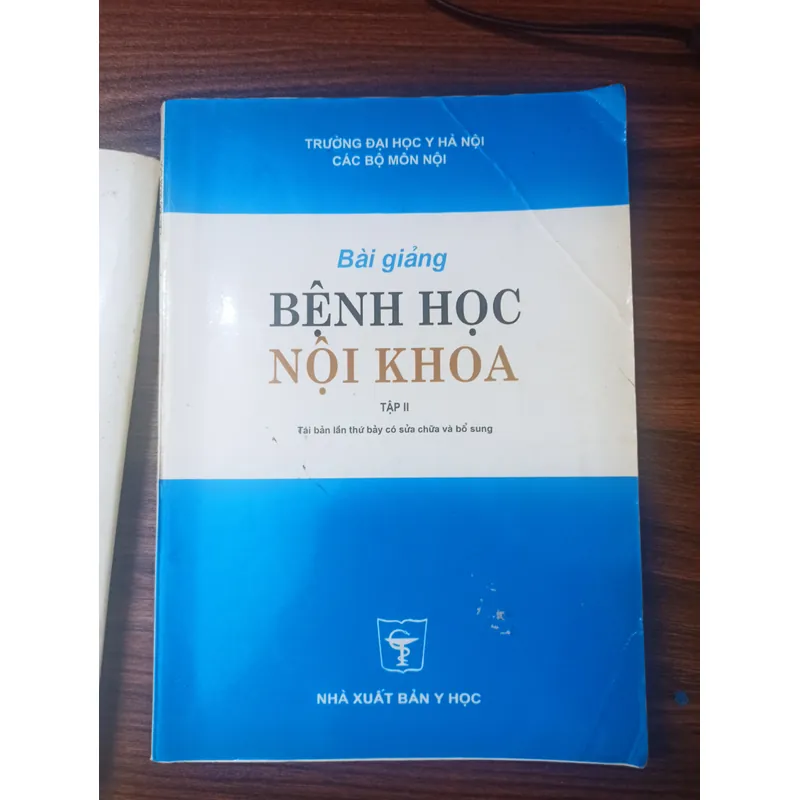 TRƯỜNG ĐẠI HỌC Y HÀ NỘI
CÁC BỘ MÔN NỘI
Bài giảng
BỆNH HỌC
NỘI KHOA
TẬP II
Tái bản lần thứ bảy có sửa chữa và bổ sung
NHÀ XUẤT BẢN Y HỌC